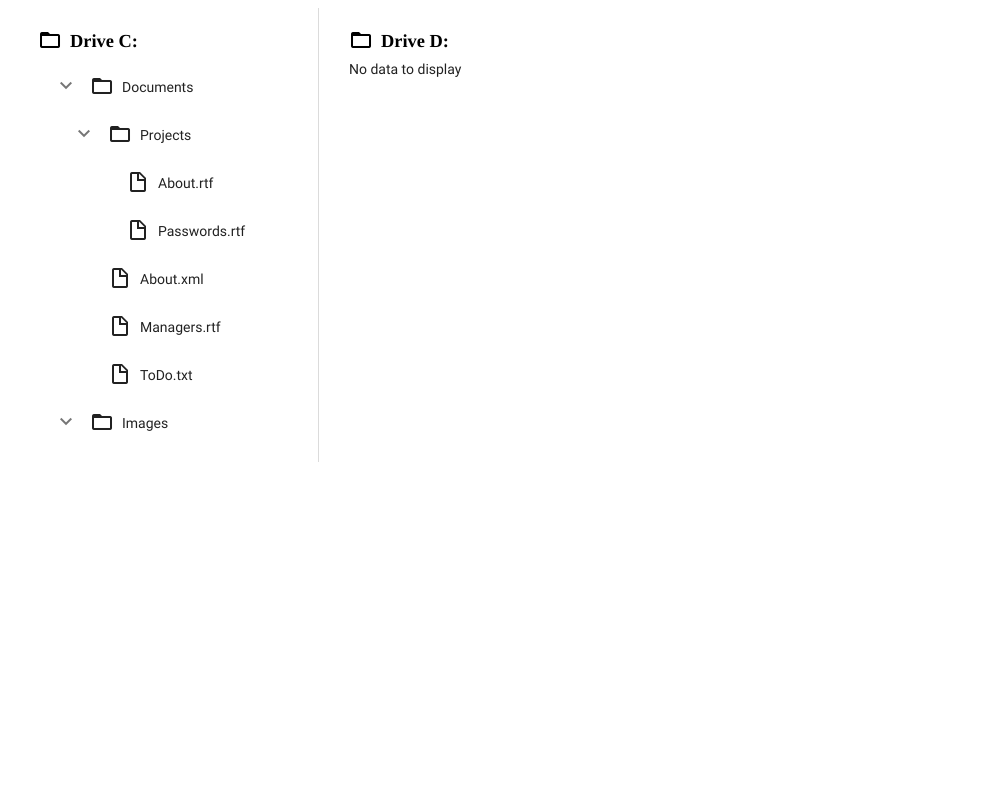 Drive C:
Documents
Projects
About.rtf
Passwords.rtf
About.xml
Managers.rtf
ToDo.txt
Images
Drive D:
No data to display